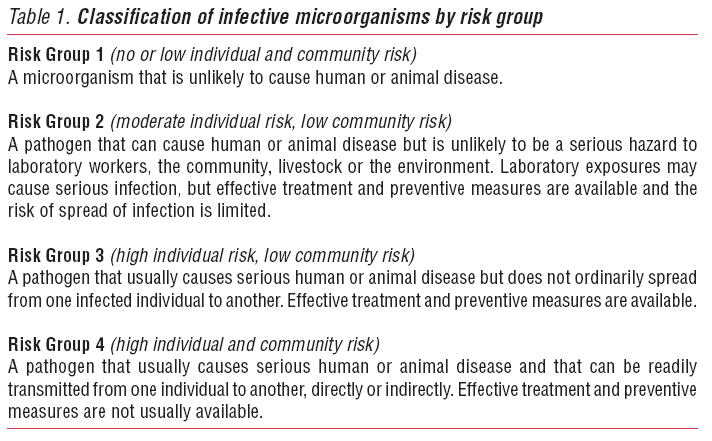 Table 1. Classification of infective microorganisms by risk group
Risk Group 1 (no or low individual and community risk)
A microorganism that is unlikely to cause human or animal disease.
Risk Group 2 (moderate individual risk, low community risk)
A pathogen that can cause human or animal disease but is unlikely to be a serious hazard to
laboratory workers, the community, livestock or the environment. Laboratory exposures may
cause serious infection, but effective treatment and preventive measures are available and the
risk of spread of infection is limited.
Risk Group 3 (high individual risk, low community risk)
A pathogen that usually causes serious human or animal disease but does not ordinarily spread
from one infected individual to another. Effective treatment and preventive measures are available.
Risk Group 4 (high individual and community risk)
A pathogen that usually causes serious human or animal disease and that can be readily
transmitted from one individual to another, directly or indirectly. Effective treatment and preventive
measures are not usually available.